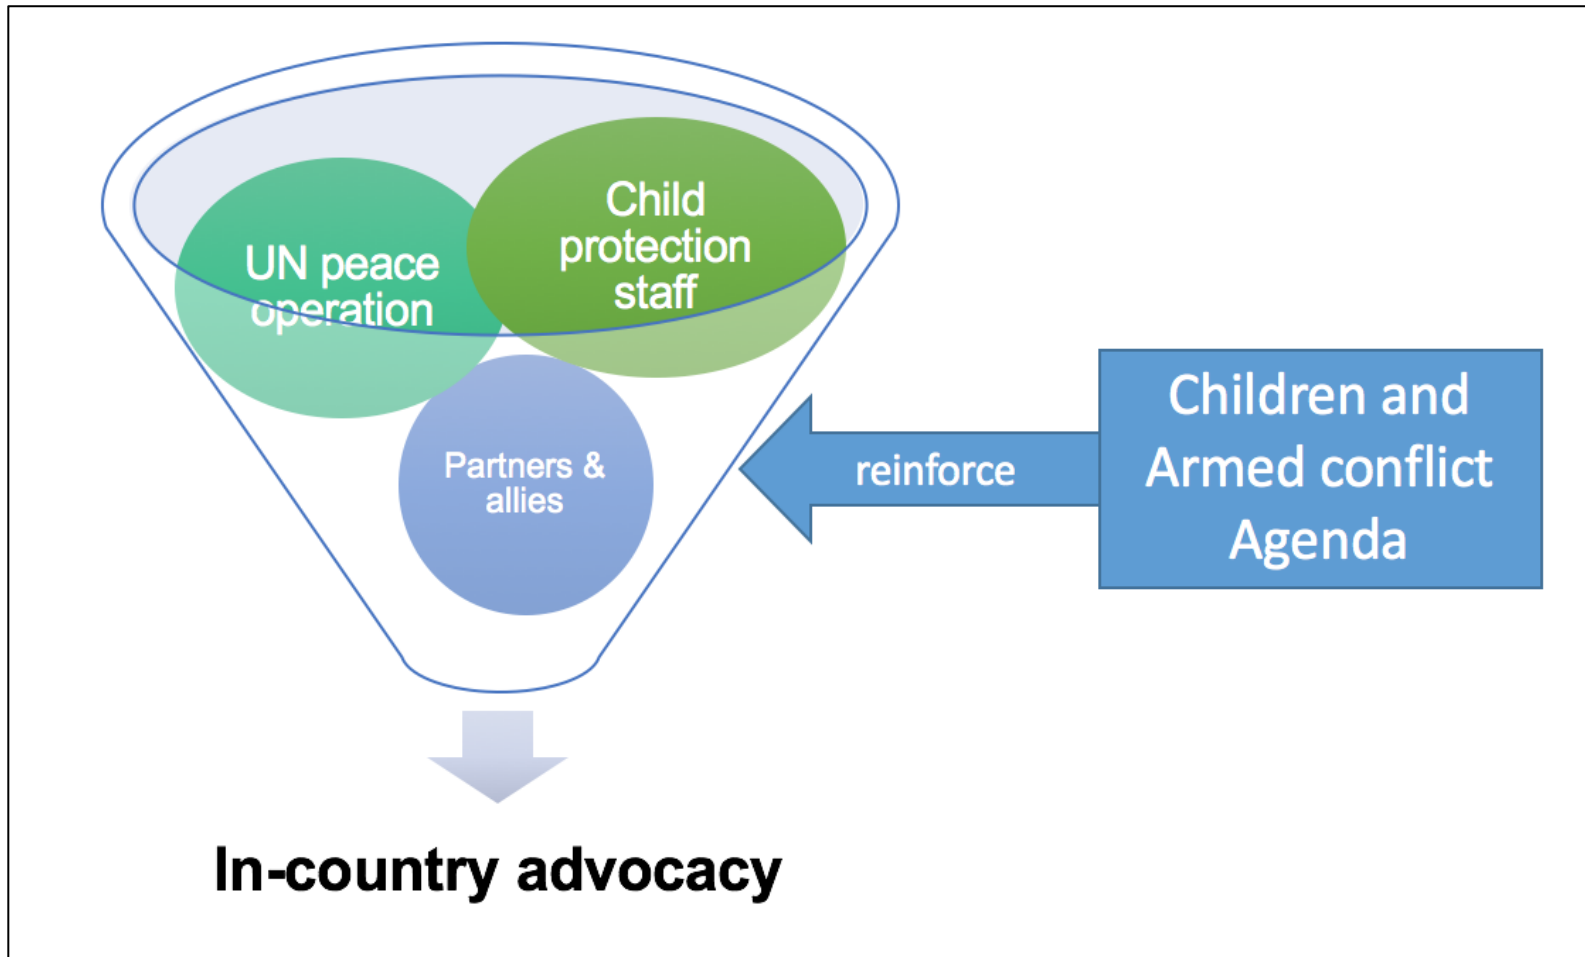 UN peace
operation
Child
protection
staff
Partners &
allies
reinforce
Children and
Armed conflict
Agenda
In-country advocacy